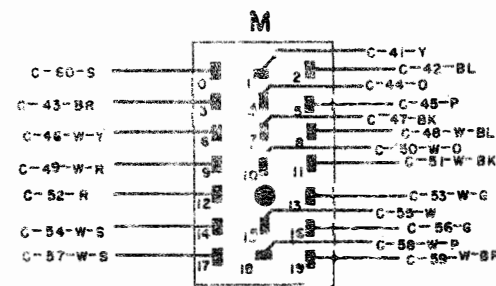 M
C-41-Y
C-60-S 0 1 2 C-42-BL
C-44-O
C-43-BR 3 4 5 C-45-P
C-47-BK
C-46-W-Y 6 7 8 C-48-W-BL
C-50-W-O
C-49-W-R 9 10 11 C-51-W-BK
C-52-R 12 13 C-53-W-G
C-55-W
C-54-W-S 14 15 16 C-56-G
C-58-W-P
C-57-W-S 17 18 19 C-59-W-BR